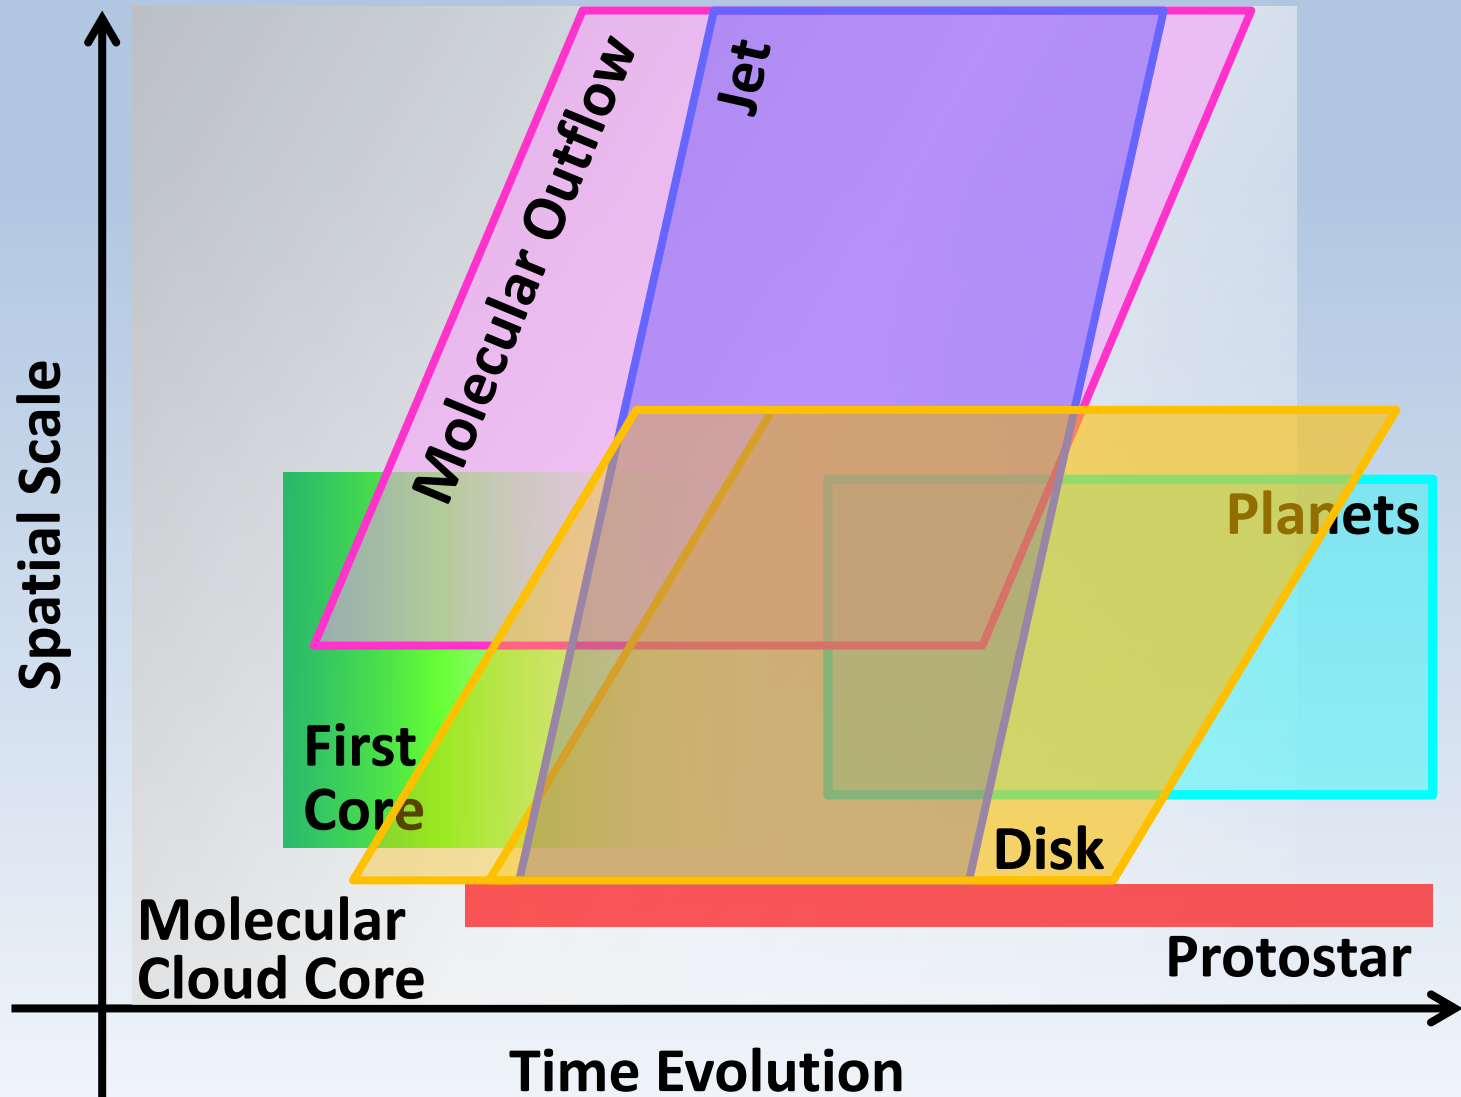 Molecular Outflow
Jet
Spatial Scale
Planets
First
Core
Disk
Molecular
Cloud Core
Protostar
Time Evolution